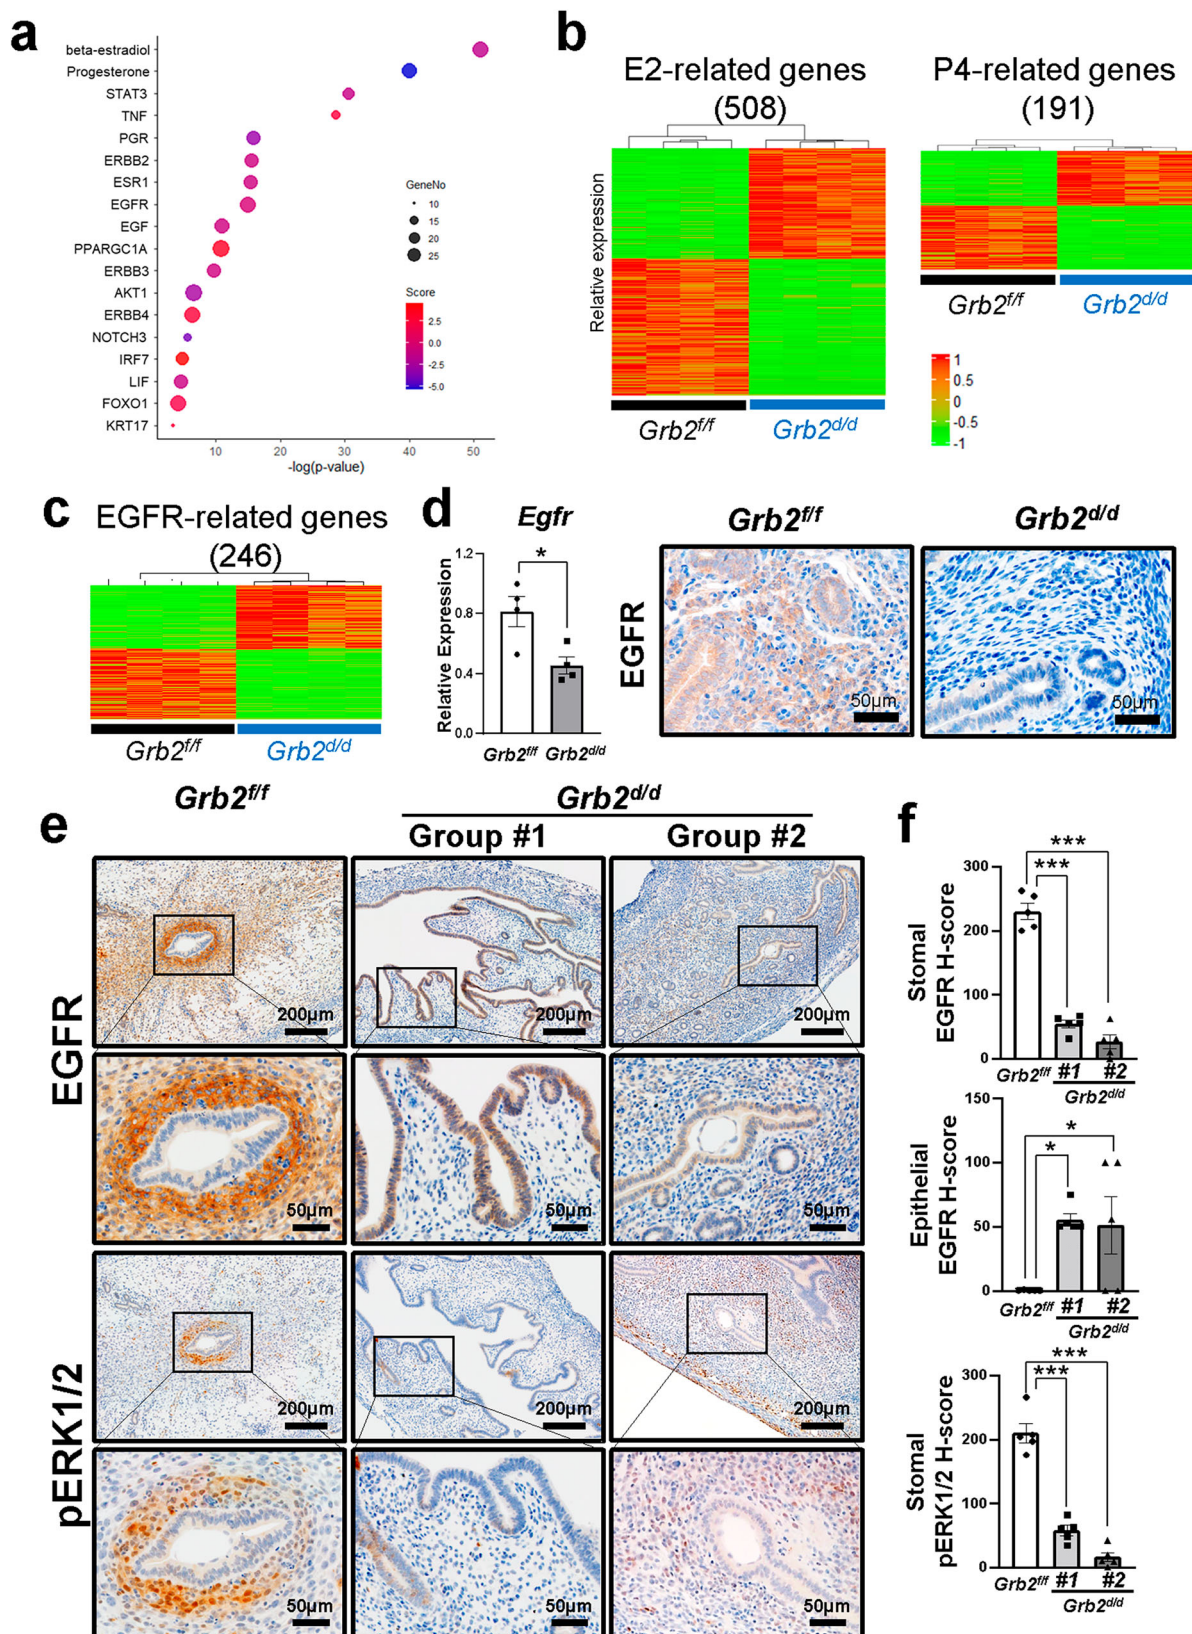 a
beta-estradiol
Progesterone
STAT3
TNF
PGR
ERBB2
ESR1
EGFR
EGF
PPARGC1A
ERBB3
AKT1
ERBB4
NOTCH3
IRF7
LIF
FOXO1
KRT17
10 20 30 40 50
-log(p-value)
GeneNo
10
15
20
25
Score
2.5
0.0
-2.5
-5.0
b
E2-related genes
(508)
Relative expression
Grb2f/f Grb2d/d
P4-related genes
(191)
Grb2f/f Grb2d/d
1
0.5
0
-0.5
-1
c
EGFR-related genes
(246)
Grb2f/f Grb2d/d
d
Egfr
Relative Expression
1.2
0.8
0.4
0.0
*
Grb2f/f Grb2d/d
Grb2f/f Grb2d/d
EGFR
50µm 50µm
e
Grb2f/f Grb2d/d
Group #1 Group #2
EGFR
200µm 200µm 200µm
50µm 50µm 50µm
pERK1/2
200µm 200µm 200µm
50µm 50µm 50µm
f
Stomal
EGFR H-score
300
200
100
0
***
***
Grb2f/f #1 #2
Grb2d/d
Epithelial
EGFR H-score
150
100
50
0
*
*
Grb2f/f #1 #2
Grb2d/d
Stomal
pERK1/2 H-score
300
200
100
0
***
***
Grb2f/f #1 #2
Grb2d/d